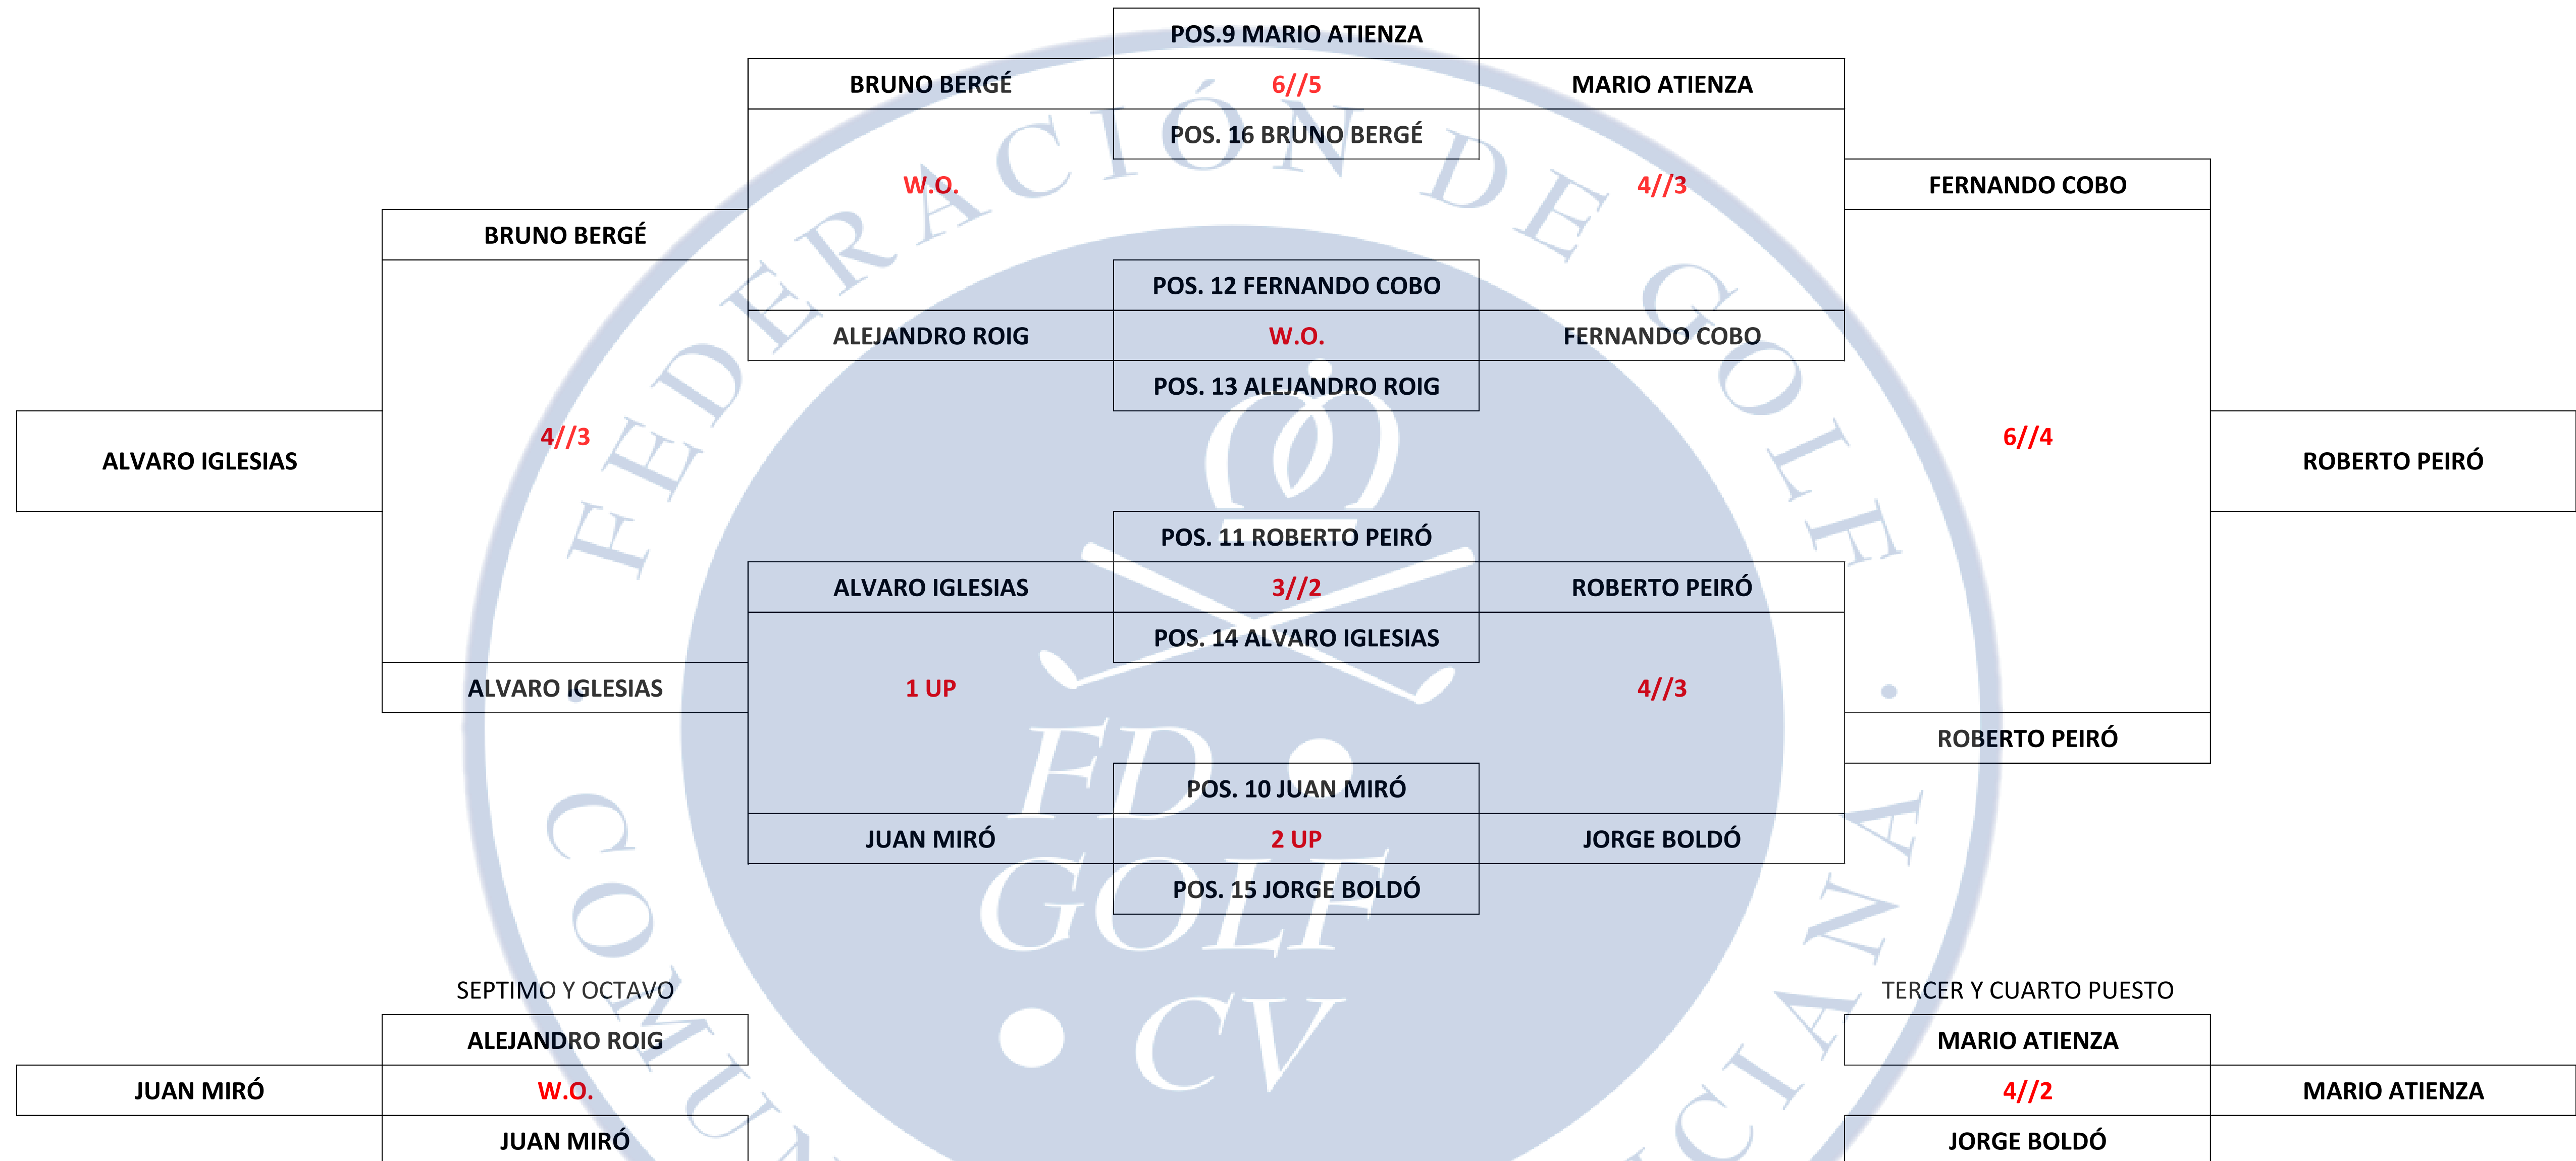 POS.9 MARIO ATIENZA
BRUNO BERGÉ 6//5 MARIO ATIENZA
POS. 16 BRUNO BERGÉ
W.O. 4//3 FERNANDO COBO
BRUNO BERGÉ
POS. 12 FERNANDO COBO
ALEJANDRO ROIG W.O. FERNANDO COBO
POS. 13 ALEJANDRO ROIG
4//3 6//4
ALVARO IGLESIAS ROBERTO PEIRÓ
POS. 11 ROBERTO PEIRÓ
ALVARO IGLESIAS 3//2 ROBERTO PEIRÓ
POS. 14 ALVARO IGLESIAS
ALVARO IGLESIAS 1 UP 4//3
ROBERTO PEIRÓ
POS. 10 JUAN MIRÓ
JUAN MIRÓ 2 UP JORGE BOLDÓ
POS. 15 JORGE BOLDÓ
SEPTIMO Y OCTAVO TERCER Y CUARTO PUESTO
ALEJANDRO ROIG MARIO ATIENZA
JUAN MIRÓ W.O. 4//2 MARIO ATIENZA
JUAN MIRÓ JORGE BOLDÓ
FEDERACIÓN DE GOLF
FD
GOLF
CV